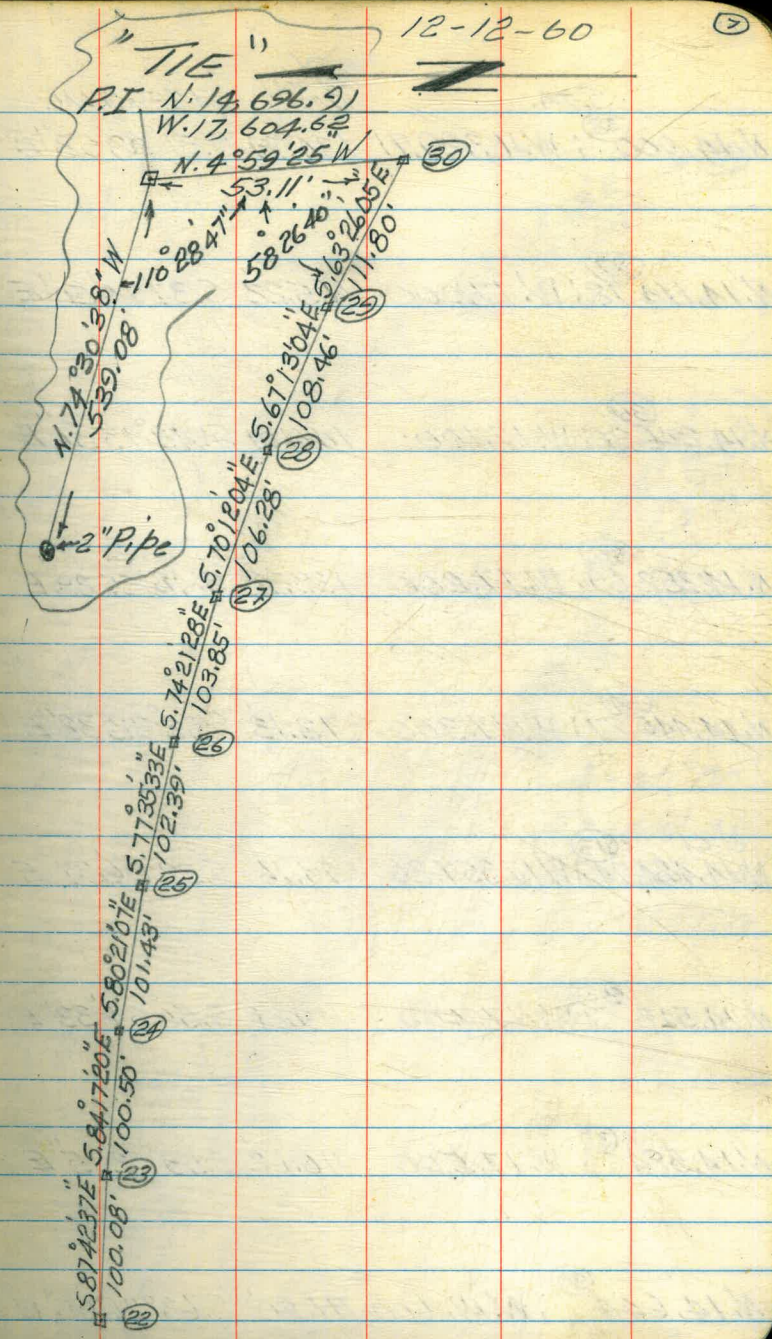 12-12-60
7
"TIE"
P.I N. 14,696.91
W. 17,604.62
N. 4°59'25" W
53.11'
30
110°28'47"
58°26'40"
S. 63°26'05" E
111.80'
29
N. 74°30'38" W
539.08'
S. 67°13'04" E
108.46'
28
2" Pipe
S. 70°12'04" E
106.28'
27
S. 74°21'28" E
103.85'
26
S. 77°35'33" E
102.39'
25
S. 80°21'07" E
101.43'
24
S. 84°17'20" E
100.50'
23
S. 87°42'37" E
100.08'
22